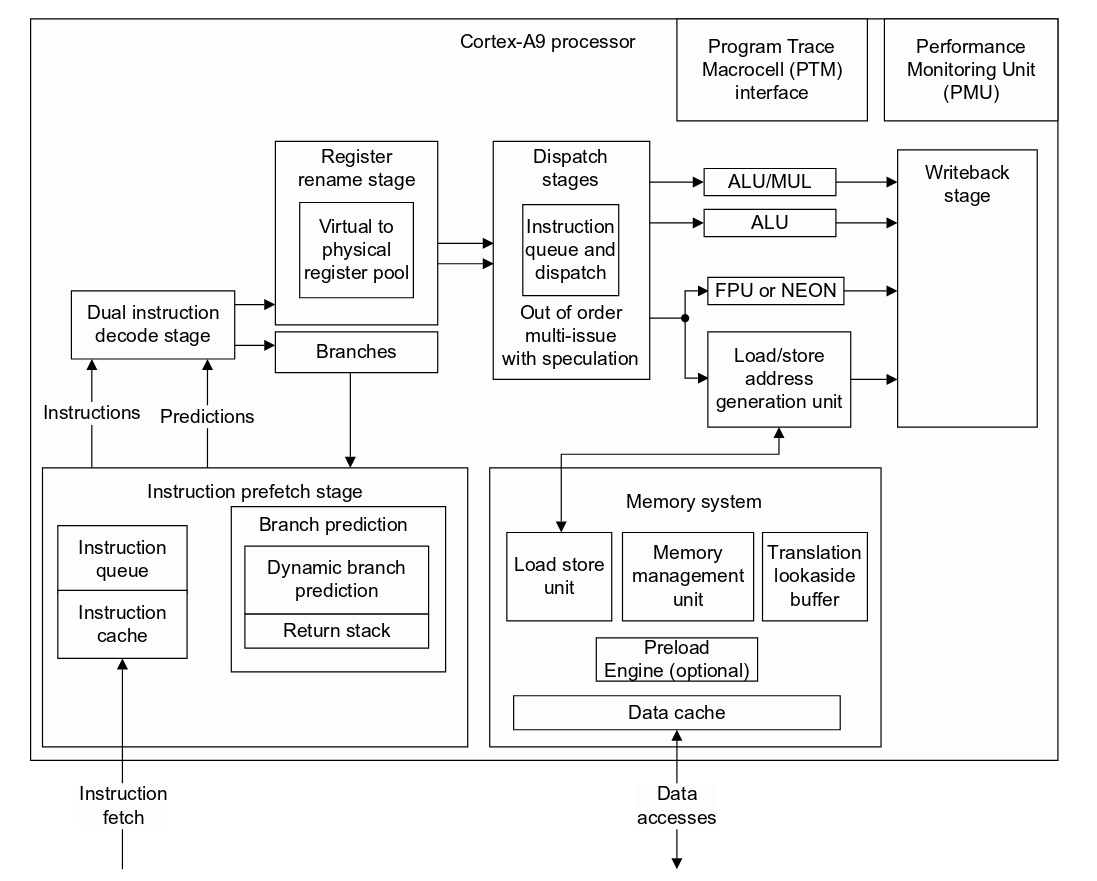 Cortex-A9 processor
Program Trace
Macrocell (PTM)
interface
Performance
Monitoring Unit
(PMU)
Register
rename stage
Virtual to
physical
register pool
Dispatch
stages
Instruction
queue and
dispatch
Out of order
multi-issue
with speculation
ALU/MUL
ALU
FPU or NEON
Load/store
address
generation unit
Writeback
stage
Dual instruction
decode stage
Branches
Instructions
Predictions
Instruction prefetch stage
Instruction
queue
Instruction
cache
Branch prediction
Dynamic branch
prediction
Return stack
Memory system
Load store
unit
Memory
management
unit
Translation
lookaside
buffer
Preload
Engine (optional)
Data cache
Instruction
fetch
Data
accesses